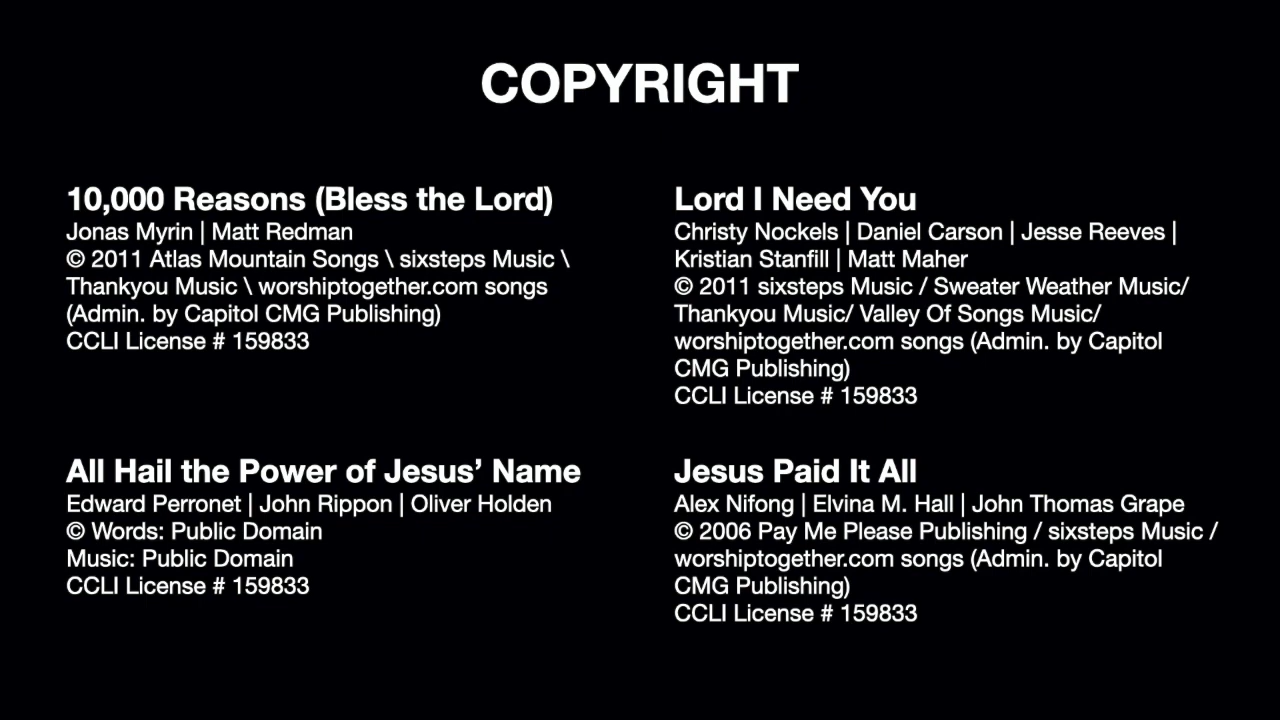 COPYRIGHT
10,000 Reasons (Bless the Lord)
Jonas Myrin | Matt Redman
© 2011 Atlas Mountain Songs \ sixsteps Music \
Thankyou Music \ worshiptogether.com songs
(Admin. by Capitol CMG Publishing)
CCLI License # 159833
Lord I Need You
Christy Nockels | Daniel Carson | Jesse Reeves |
Kristian Stanfill | Matt Maher
© 2011 sixsteps Music / Sweater Weather Music/
Thankyou Music/ Valley Of Songs Music/
worshiptogether.com songs (Admin. by Capitol
CMG Publishing)
CCLI License # 159833
All Hail the Power of Jesus’ Name
Edward Perronet | John Rippon | Oliver Holden
© Words: Public Domain
Music: Public Domain
CCLI License # 159833
Jesus Paid It All
Alex Nifong | Elvina M. Hall | John Thomas Grape
© 2006 Pay Me Please Publishing / sixsteps Music /
worshiptogether.com songs (Admin. by Capitol
CMG Publishing)
CCLI License # 159833